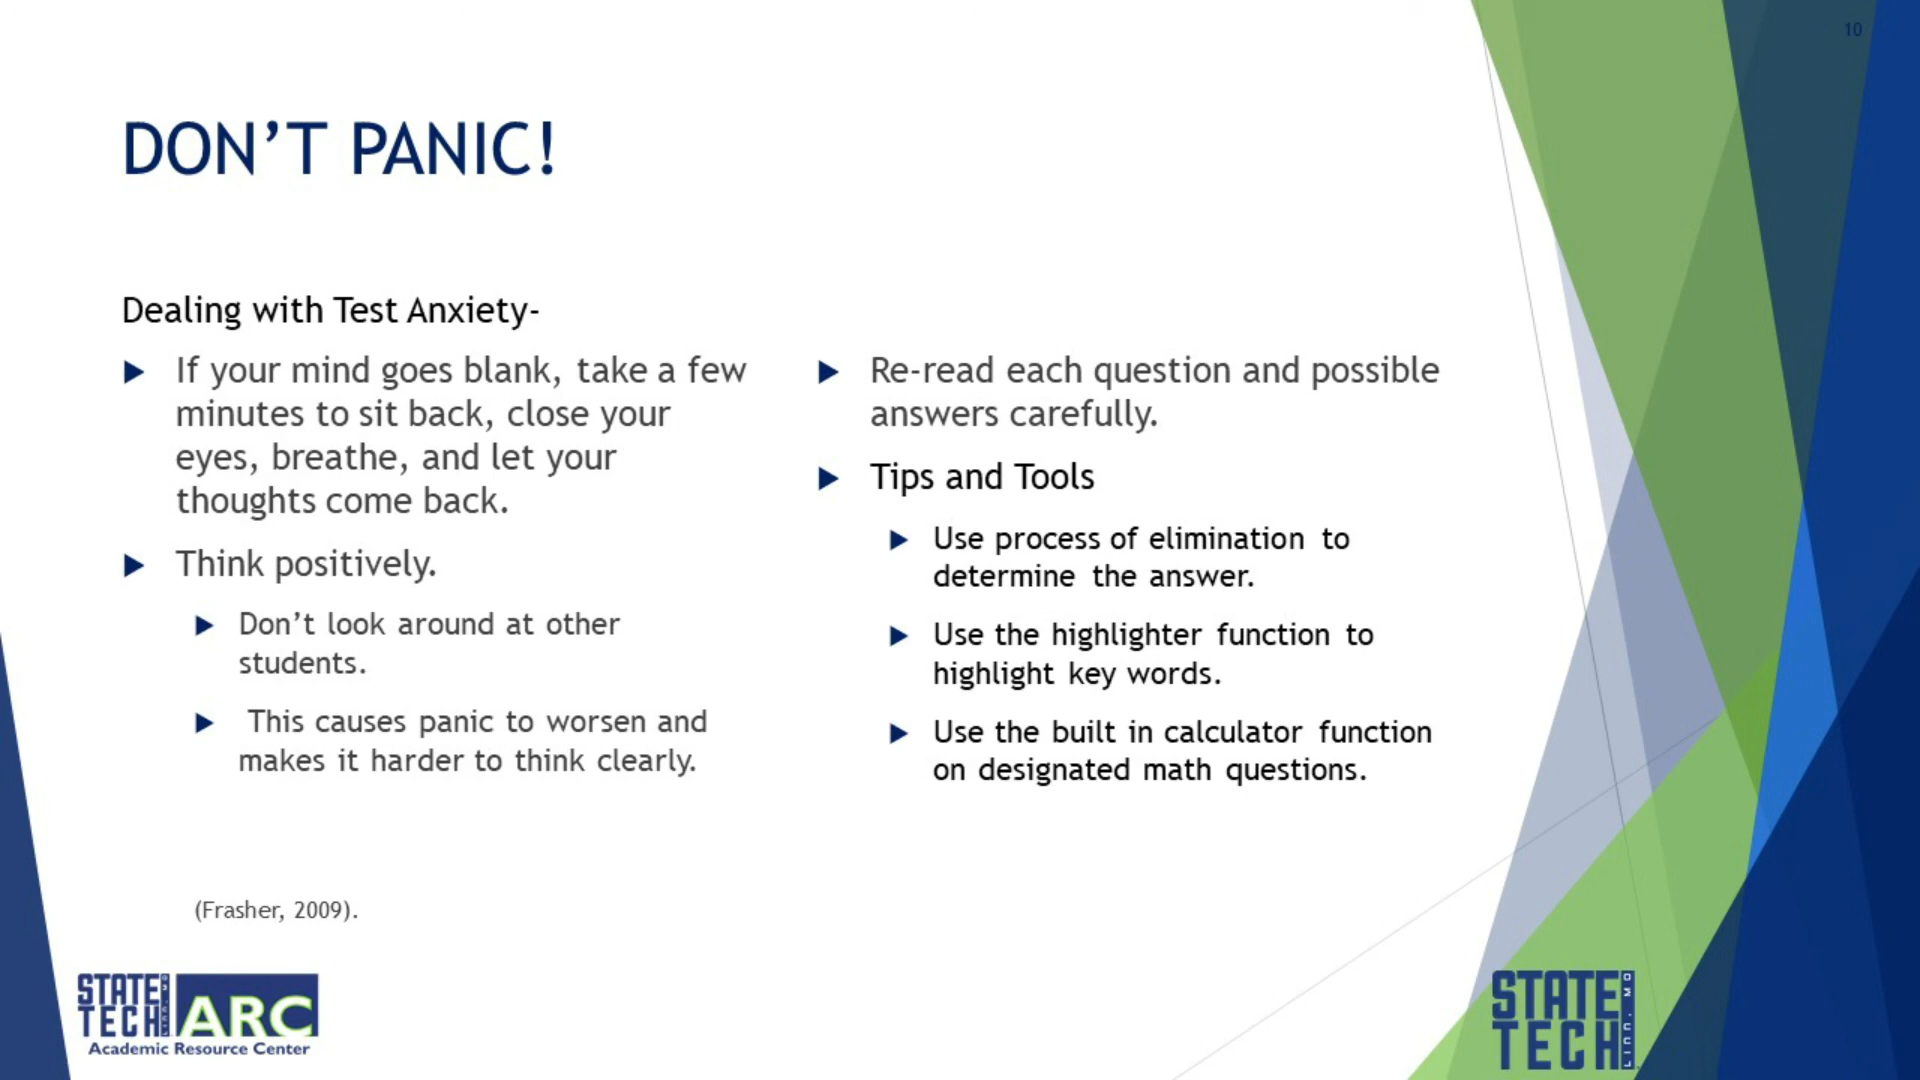 10
DON’T PANIC!
Dealing with Test Anxiety-
If your mind goes blank, take a few
minutes to sit back, close your
eyes, breathe, and let your
thoughts come back.
Think positively.
Don’t look around at other
students.
This causes panic to worsen and
makes it harder to think clearly.
Re-read each question and possible
answers carefully.
Tips and Tools
Use process of elimination to
determine the answer.
Use the highlighter function to
highlight key words.
Use the built in calculator function
on designated math questions.
(Frasher, 2009).
STATE
TECH
ARC
Academic Resource Center
STATE
TECH
LINN, MO